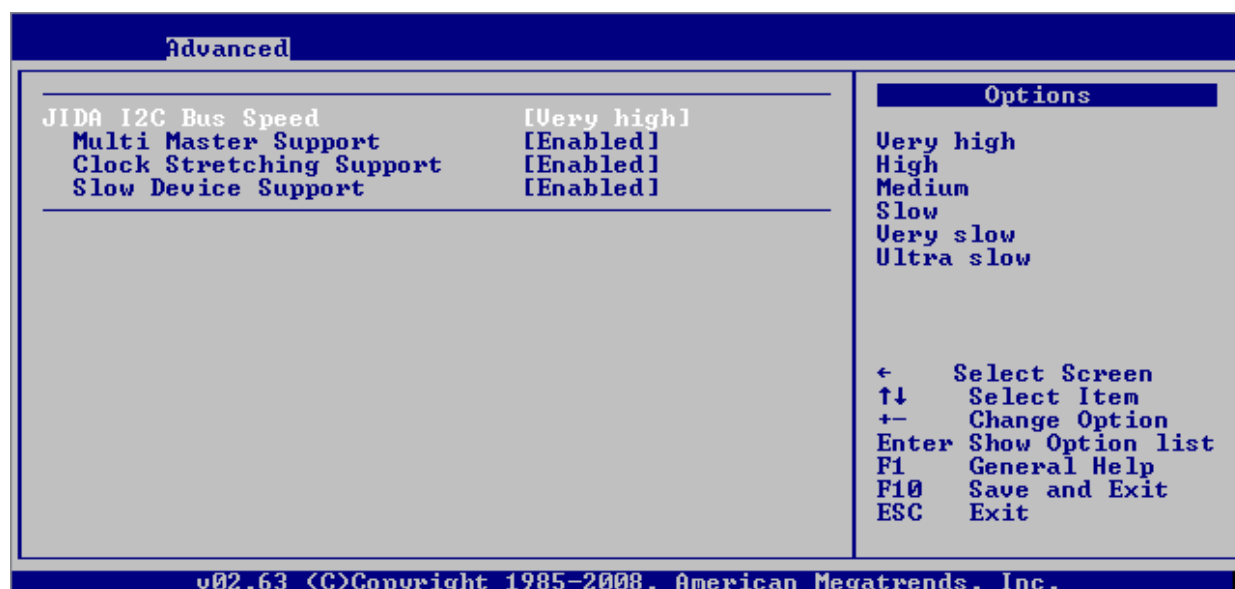 Advanced
JIDA I2C Bus Speed [Very high]
Multi Master Support [Enabled]
Clock Stretching Support [Enabled]
Slow Device Support [Enabled]
Options
Very high
High
Medium
Slow
Very slow
Ultra slow
← Select Screen
↑↓ Select Item
+- Change Option
Enter Show Option list
F1 General Help
F10 Save and Exit
ESC Exit
v02.63 (C)Copyright 1985-2008, American Megatrends, Inc.